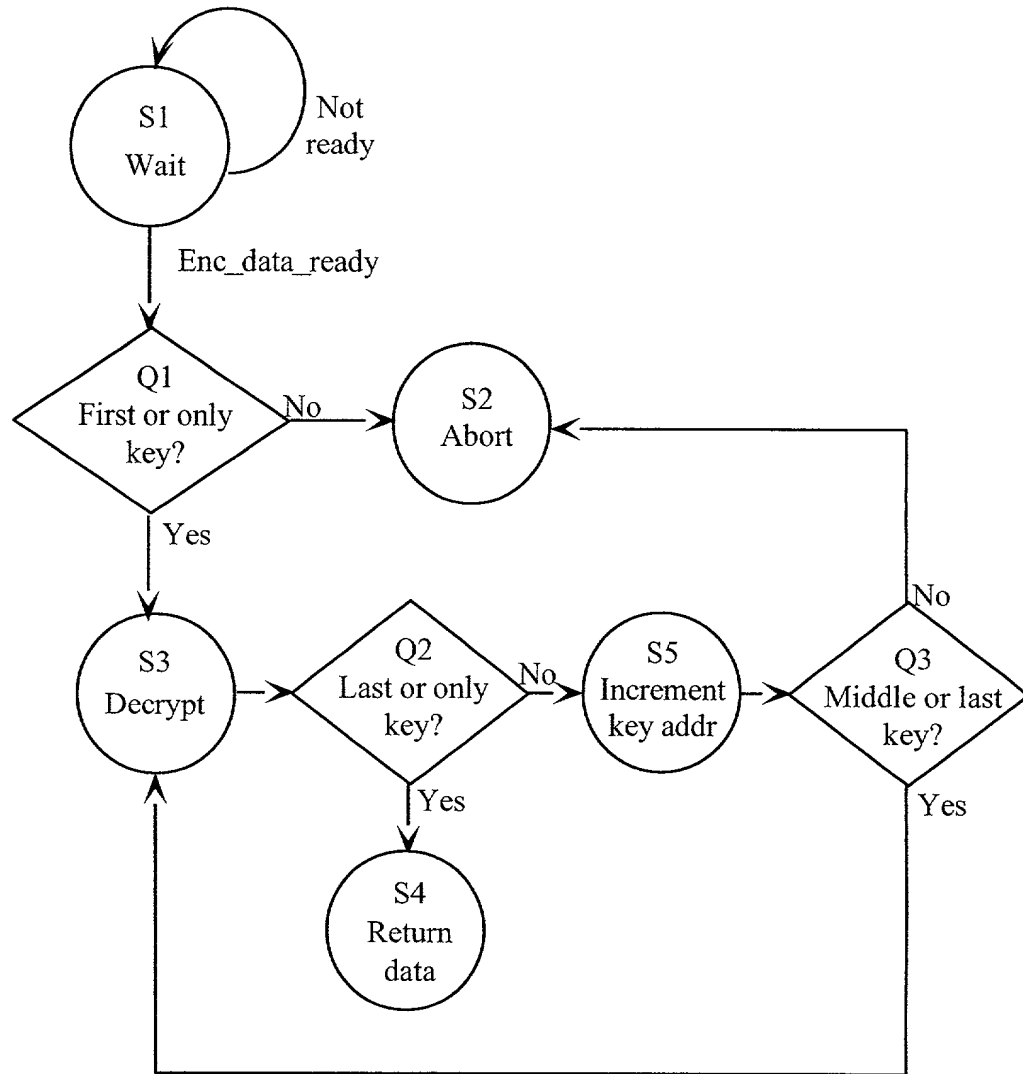 S1
Wait
Not
ready
Enc_data_ready
Q1
First or only
key?
No
S2
Abort
Yes
No
S3
Decrypt
Q2
Last or only
key?
No
S5
Increment
key addr
Q3
Middle or last
key?
Yes
Yes
S4
Return
data